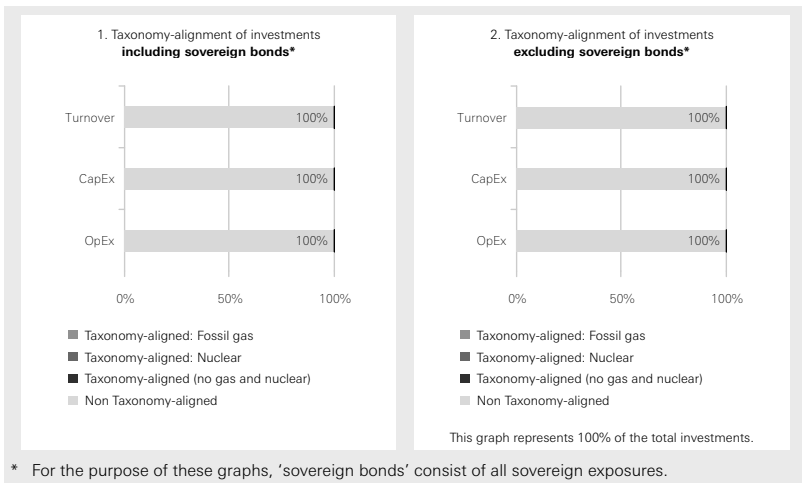 1. Taxonomy-alignment of investments
including sovereign bonds*
Turnover
100%
CapEx
100%
OpEx
100%
0%
50%
100%
Taxonomy-aligned: Fossil gas
Taxonomy-aligned: Nuclear
Taxonomy-aligned (no gas and nuclear)
Non Taxonomy-aligned
2. Taxonomy-alignment of investments
excluding sovereign bonds*
Turnover
100%
CapEx
100%
OpEx
100%
0%
50%
100%
Taxonomy-aligned: Fossil gas
Taxonomy-aligned: Nuclear
Taxonomy-aligned (no gas and nuclear)
Non Taxonomy-aligned
This graph represents 100% of the total investments.
* For the purpose of these graphs, ‘sovereign bonds’ consist of all sovereign exposures.